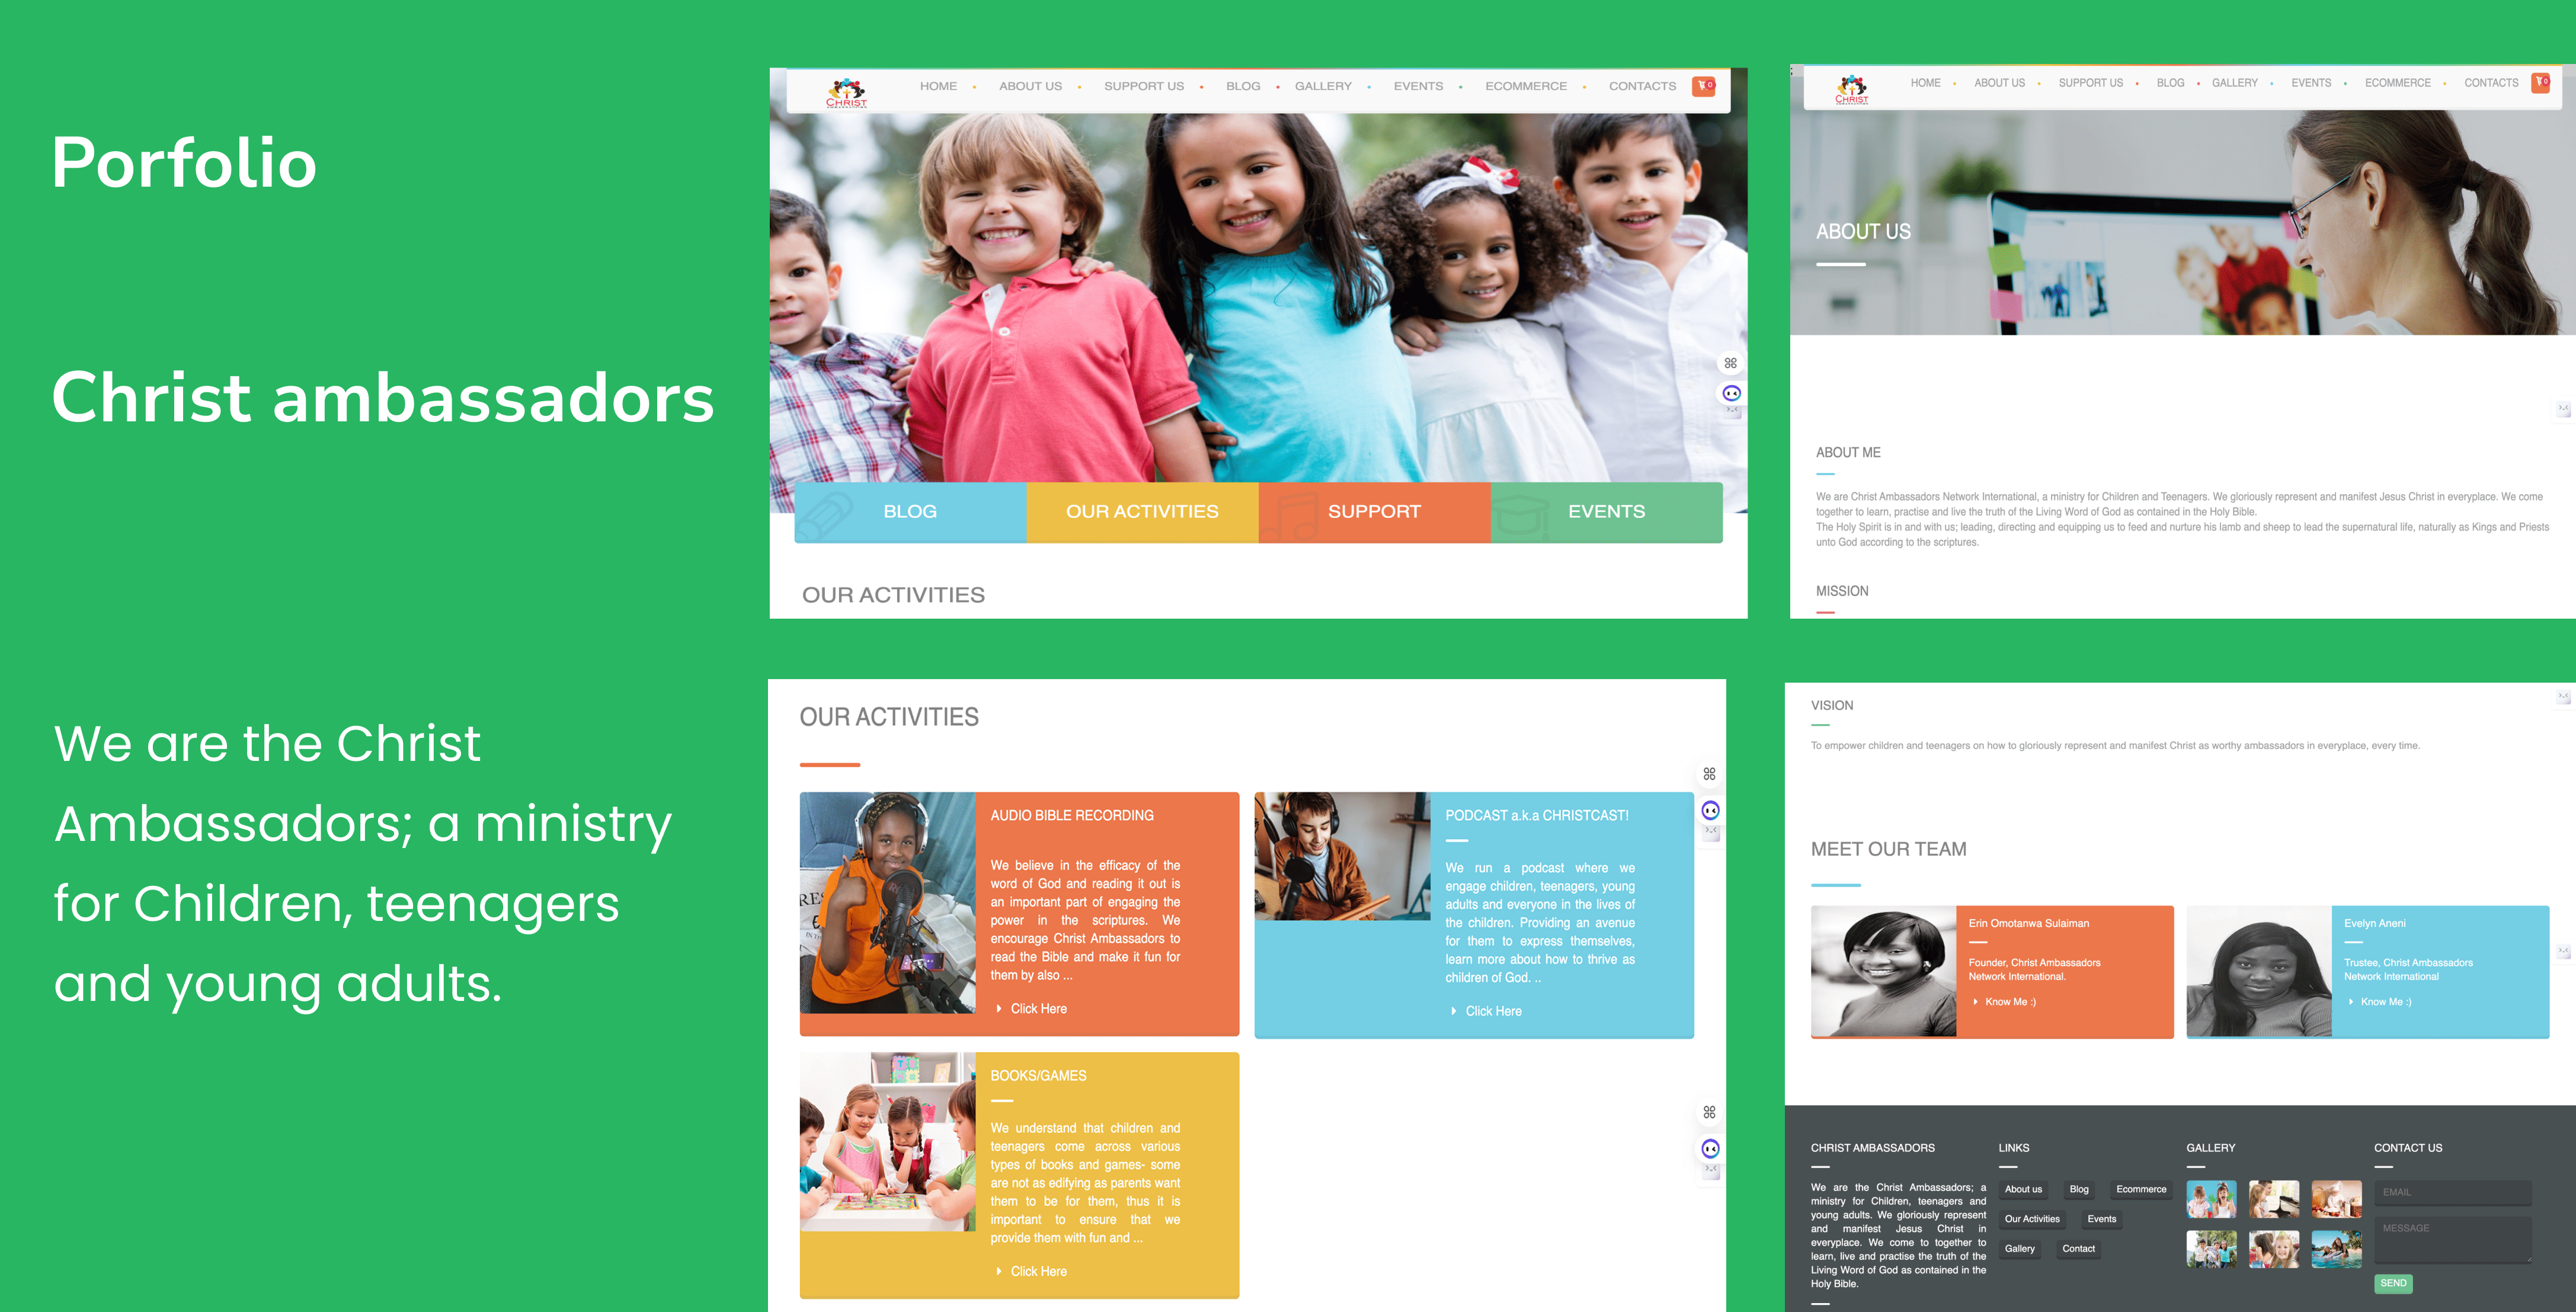 Porfolio
Christ ambassadors
We are the Christ
Ambassadors; a ministry
for Children, teenagers
and young adults.
CHRIST
HOME
ABOUT US
SUPPORT US
BLOG
GALLERY
EVENTS
ECOMMERCE
CONTACTS
0
BLOG
OUR ACTIVITIES
SUPPORT
EVENTS
OUR ACTIVITIES
CHRIST
HOME
ABOUT US
SUPPORT US
BLOG
GALLERY
EVENTS
ECOMMERCE
CONTACTS
0
ABOUT US
ABOUT ME
We are Christ Ambassadors Network International, a ministry for Children and Teenagers. We gloriously represent and manifest Jesus Christ in everyplace. We come
together to learn, practise and live the truth of the Living Word of God as contained in the Holy Bible.
The Holy Spirit is in and with us; leading, directing and equipping us to feed and nurture his lamb and sheep to lead the supernatural life, naturally as Kings and Priests
unto God according to the scriptures.
MISSION
OUR ACTIVITIES
AUDIO BIBLE RECORDING
We believe in the efficacy of the
word of God and reading it out is
an important part of engaging the
power in the scriptures. We
encourage Christ Ambassadors to
read the Bible and make it fun for
them by also ...
Click Here
PODCAST a.k.a CHRISTCAST!
We run a podcast where we
engage children, teenagers, young
adults and everyone in the lives of
the children. Providing an avenue
for them to express themselves,
learn more about how to thrive as
children of God. ..
Click Here
BOOKS/GAMES
We understand that children and
teenagers come across various
types of books and games- some
are not as edifying as parents want
them to be for them, thus it is
important to ensure that we
provide them with fun and ...
Click Here
VISION
To empower children and teenagers on how to gloriously represent and manifest Christ as worthy ambassadors in everyplace, every time.
MEET OUR TEAM
Erin Omotanwa Sulaiman
Founder, Christ Ambassadors
Network International.
Know Me :)
Evelyn Aneni
Trustee, Christ Ambassadors
Network International
Know Me :)
CHRIST AMBASSADORS
We are the Christ Ambassadors; a
ministry for Children, teenagers and
young adults. We gloriously represent
and manifest Jesus Christ in
everyplace. We come to together to
learn, live and practise the truth of the
Living Word of God as contained in the
Holy Bible.
LINKS
About us
Blog
Ecommerce
Our Activities
Events
Gallery
Contact
GALLERY
CONTACT US
EMAIL
MESSAGE
SEND